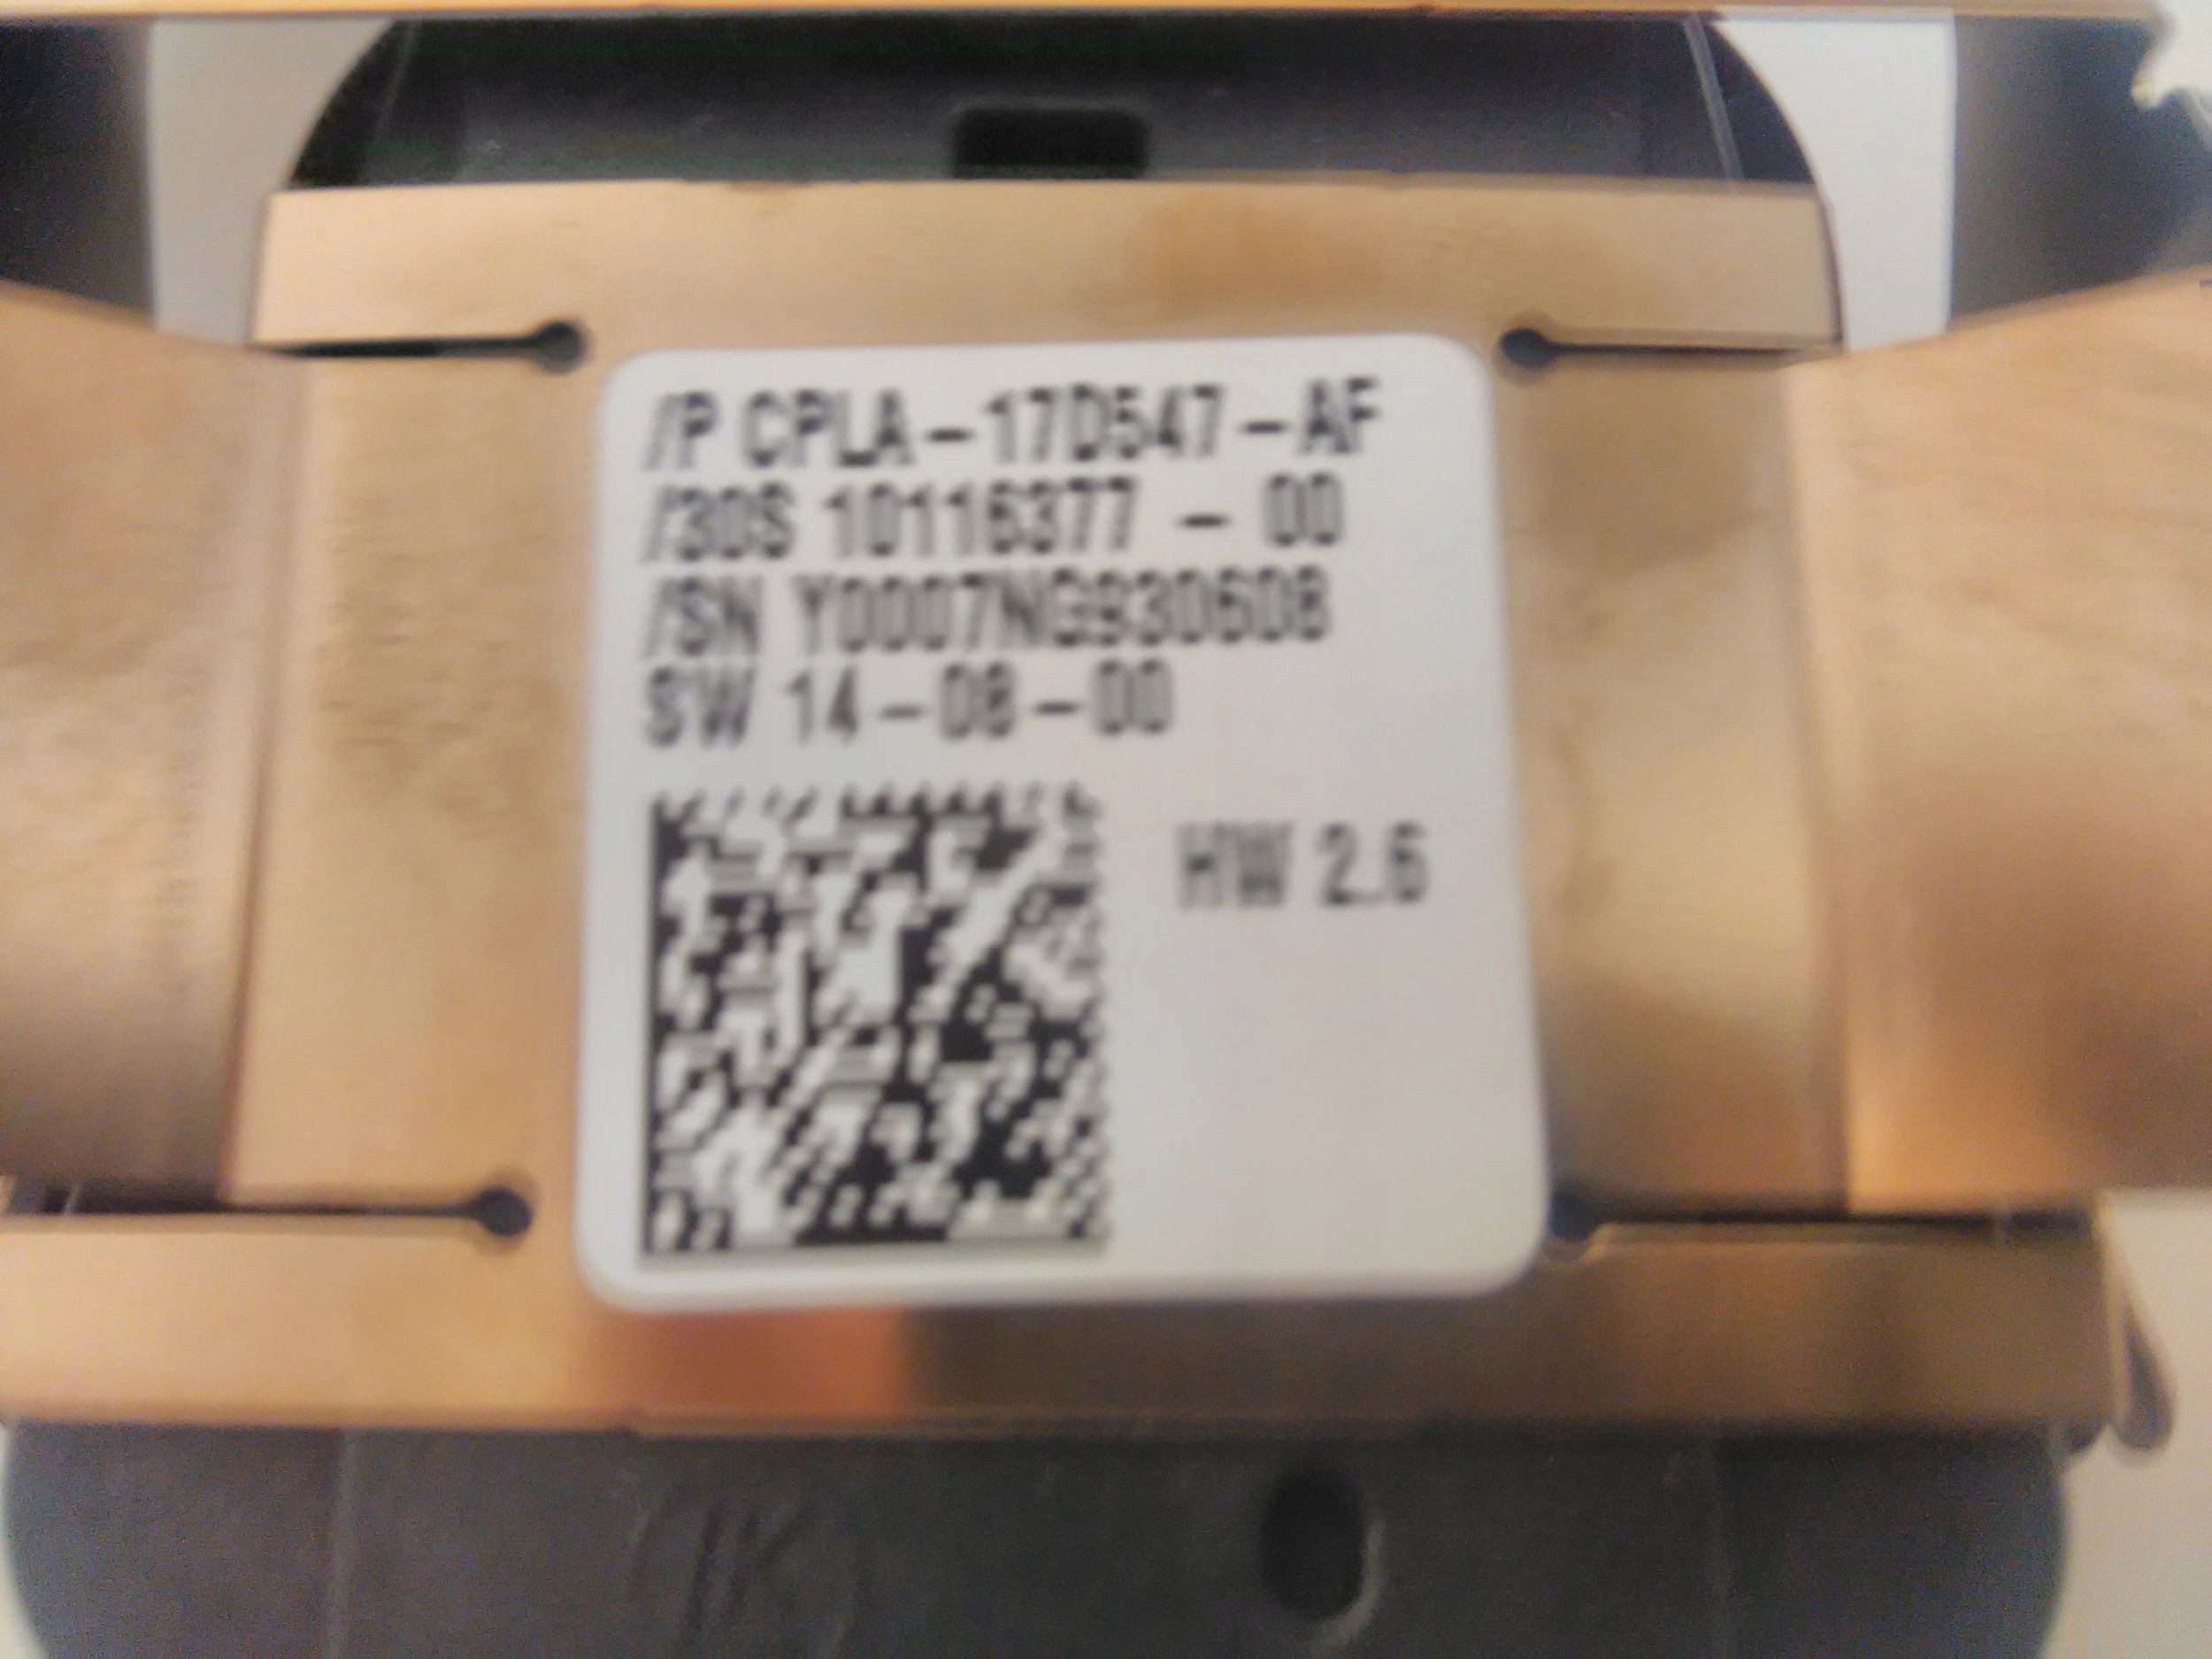 /P CPLA-17D547-AF
/30S 10116377 - 00
/SN Y0007NG930608
SW 14-08-00
HW 2.6